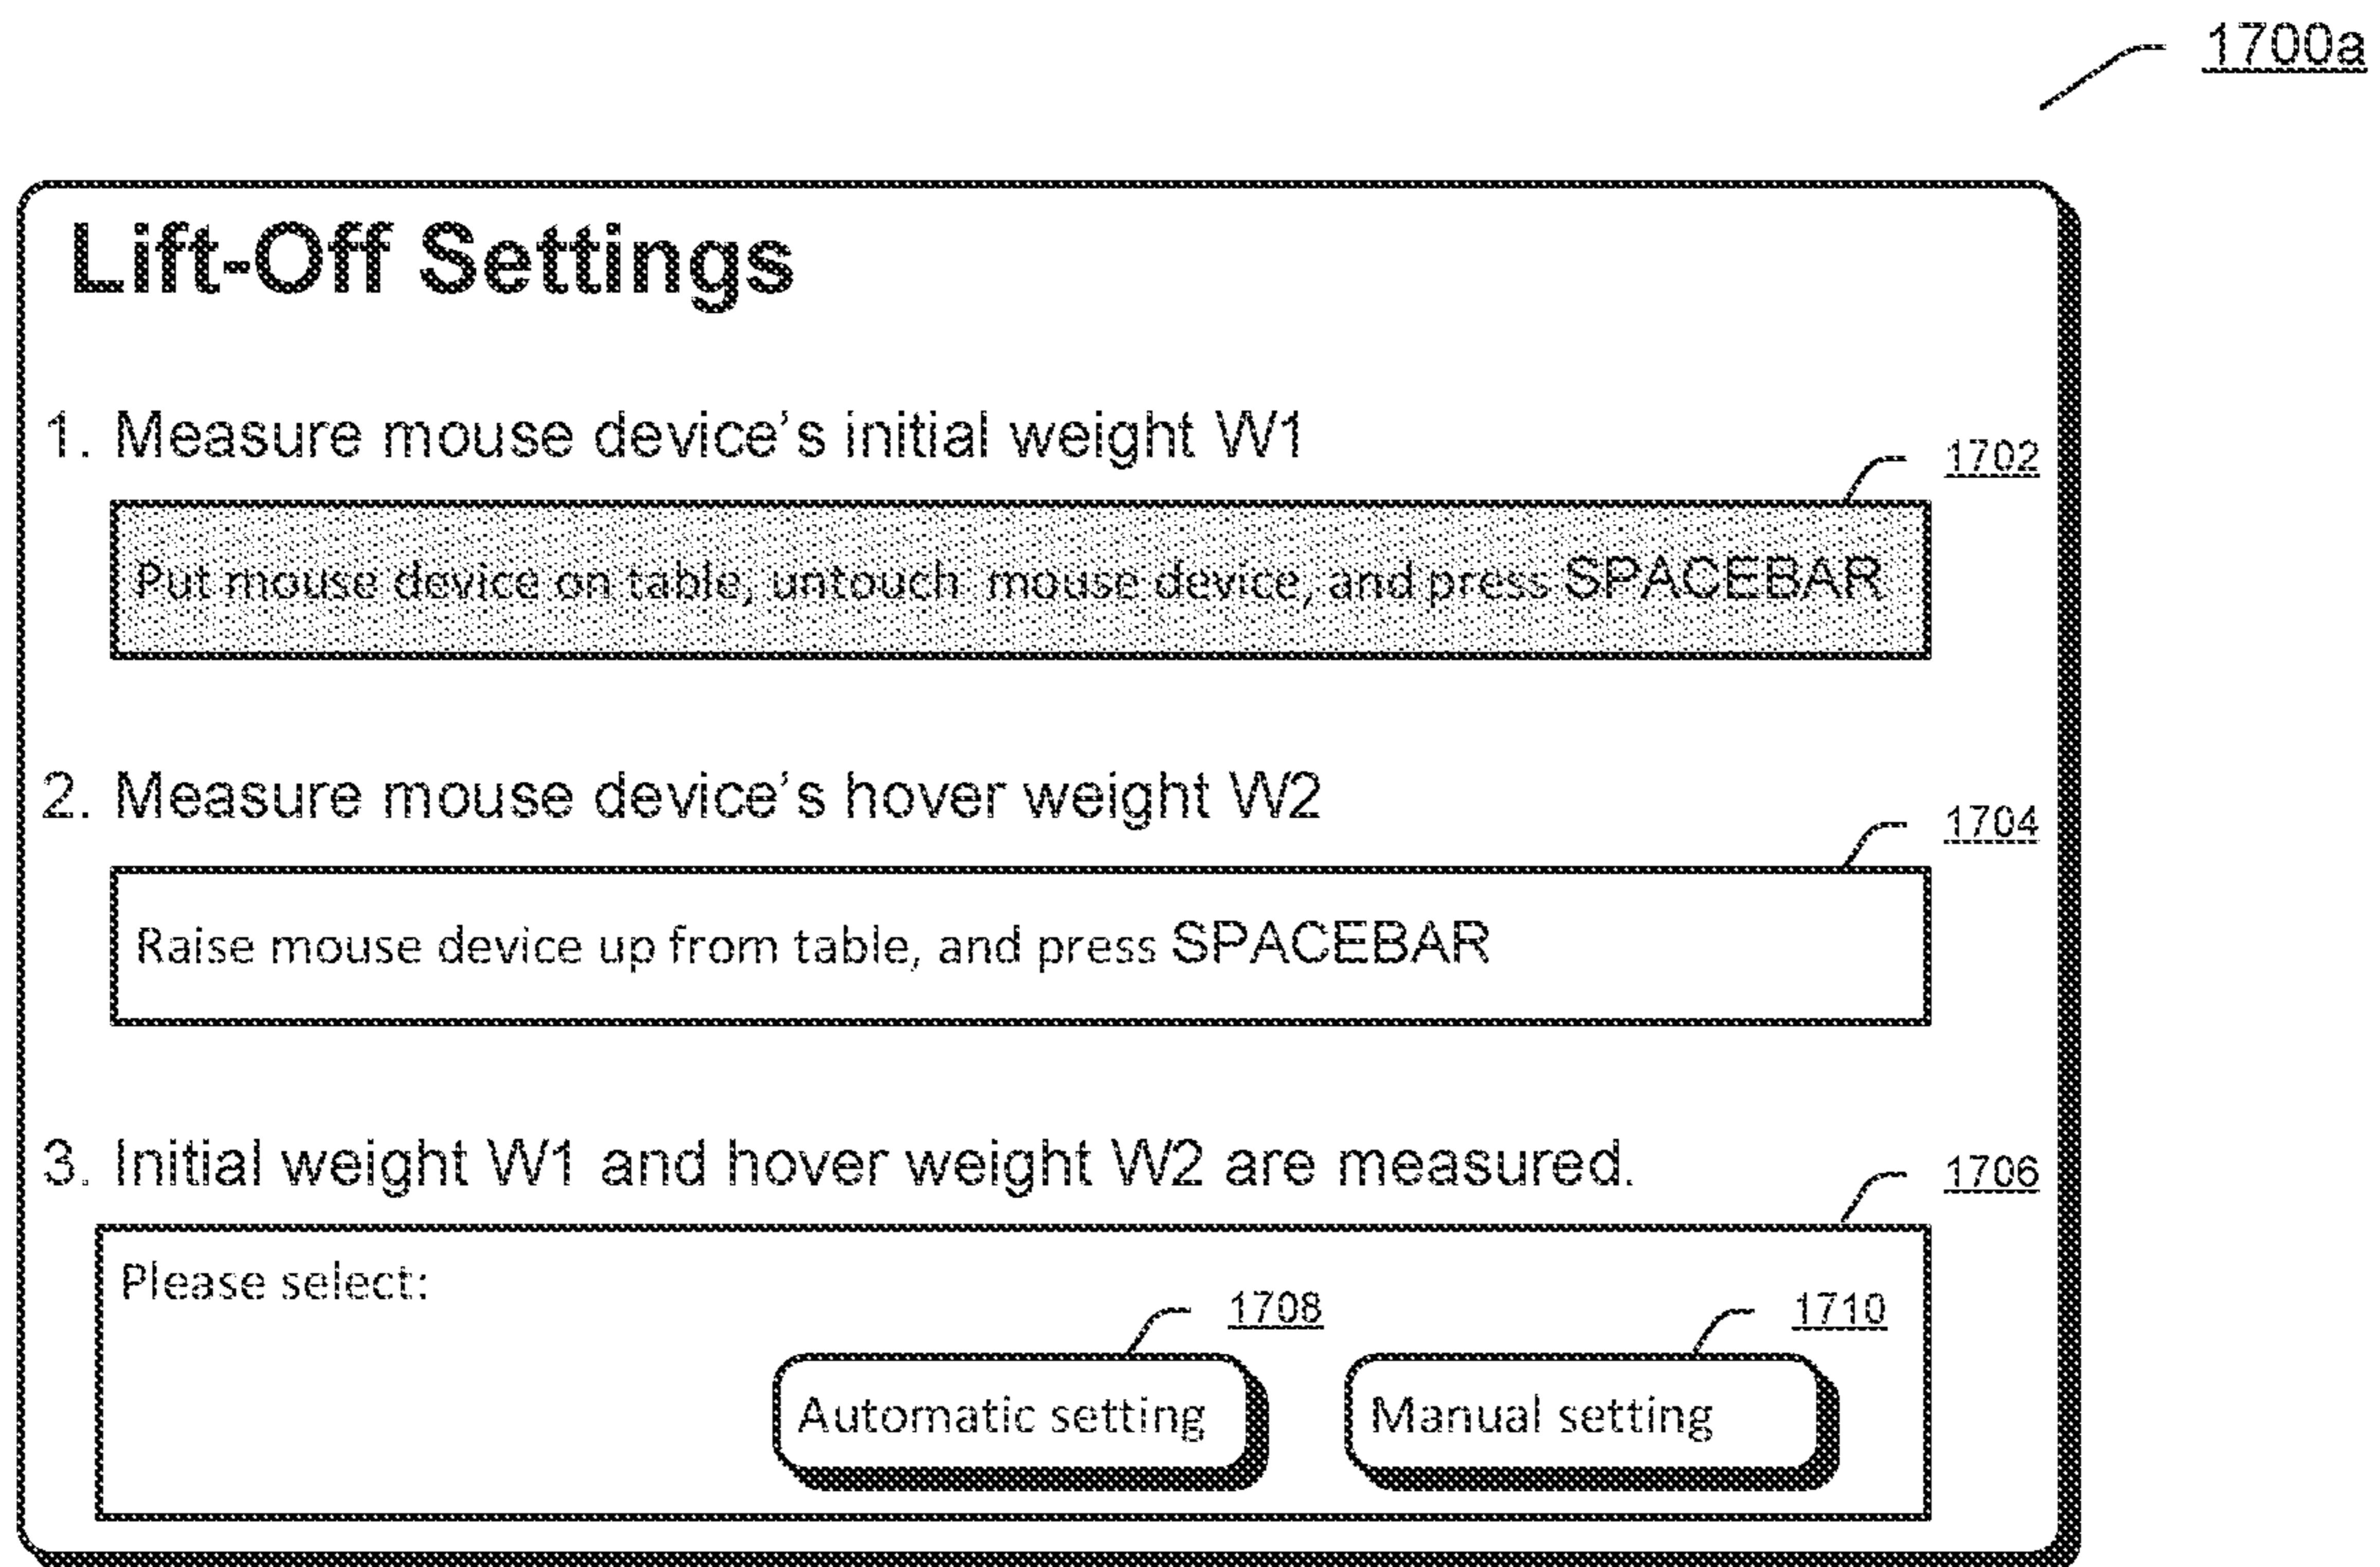 1700a
Lift-Off Settings
1. Measure mouse device's initial weight W1
1702
Put mouse device on table, untouch mouse device, and press SPACEBAR
2. Measure mouse device's hover weight W2
1704
Raise mouse device up from table, and press SPACEBAR
3. Initial weight W1 and hover weight W2 are measured.
1706
Please select:
1708 1710
Automatic setting Manual setting